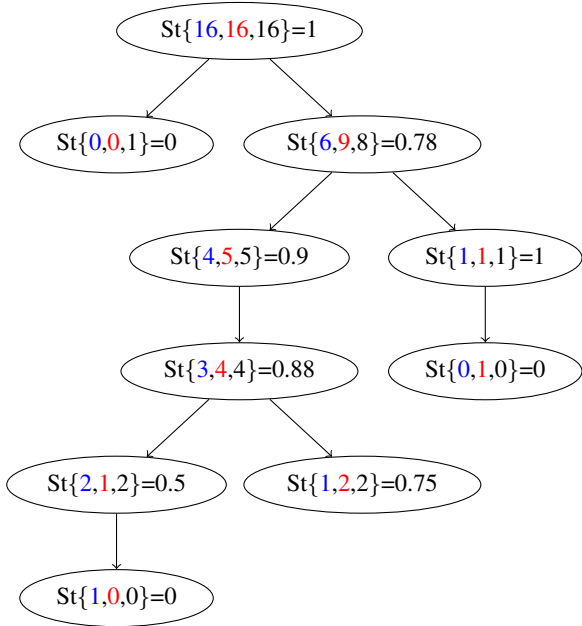 St{16,16,16}=1
St{0,0,1}=0
St{6,9,8}=0.78
St{4,5,5}=0.9
St{1,1,1}=1
St{3,4,4}=0.88
St{0,1,0}=0
St{2,1,2}=0.5
St{1,2,2}=0.75
St{1,0,0}=0